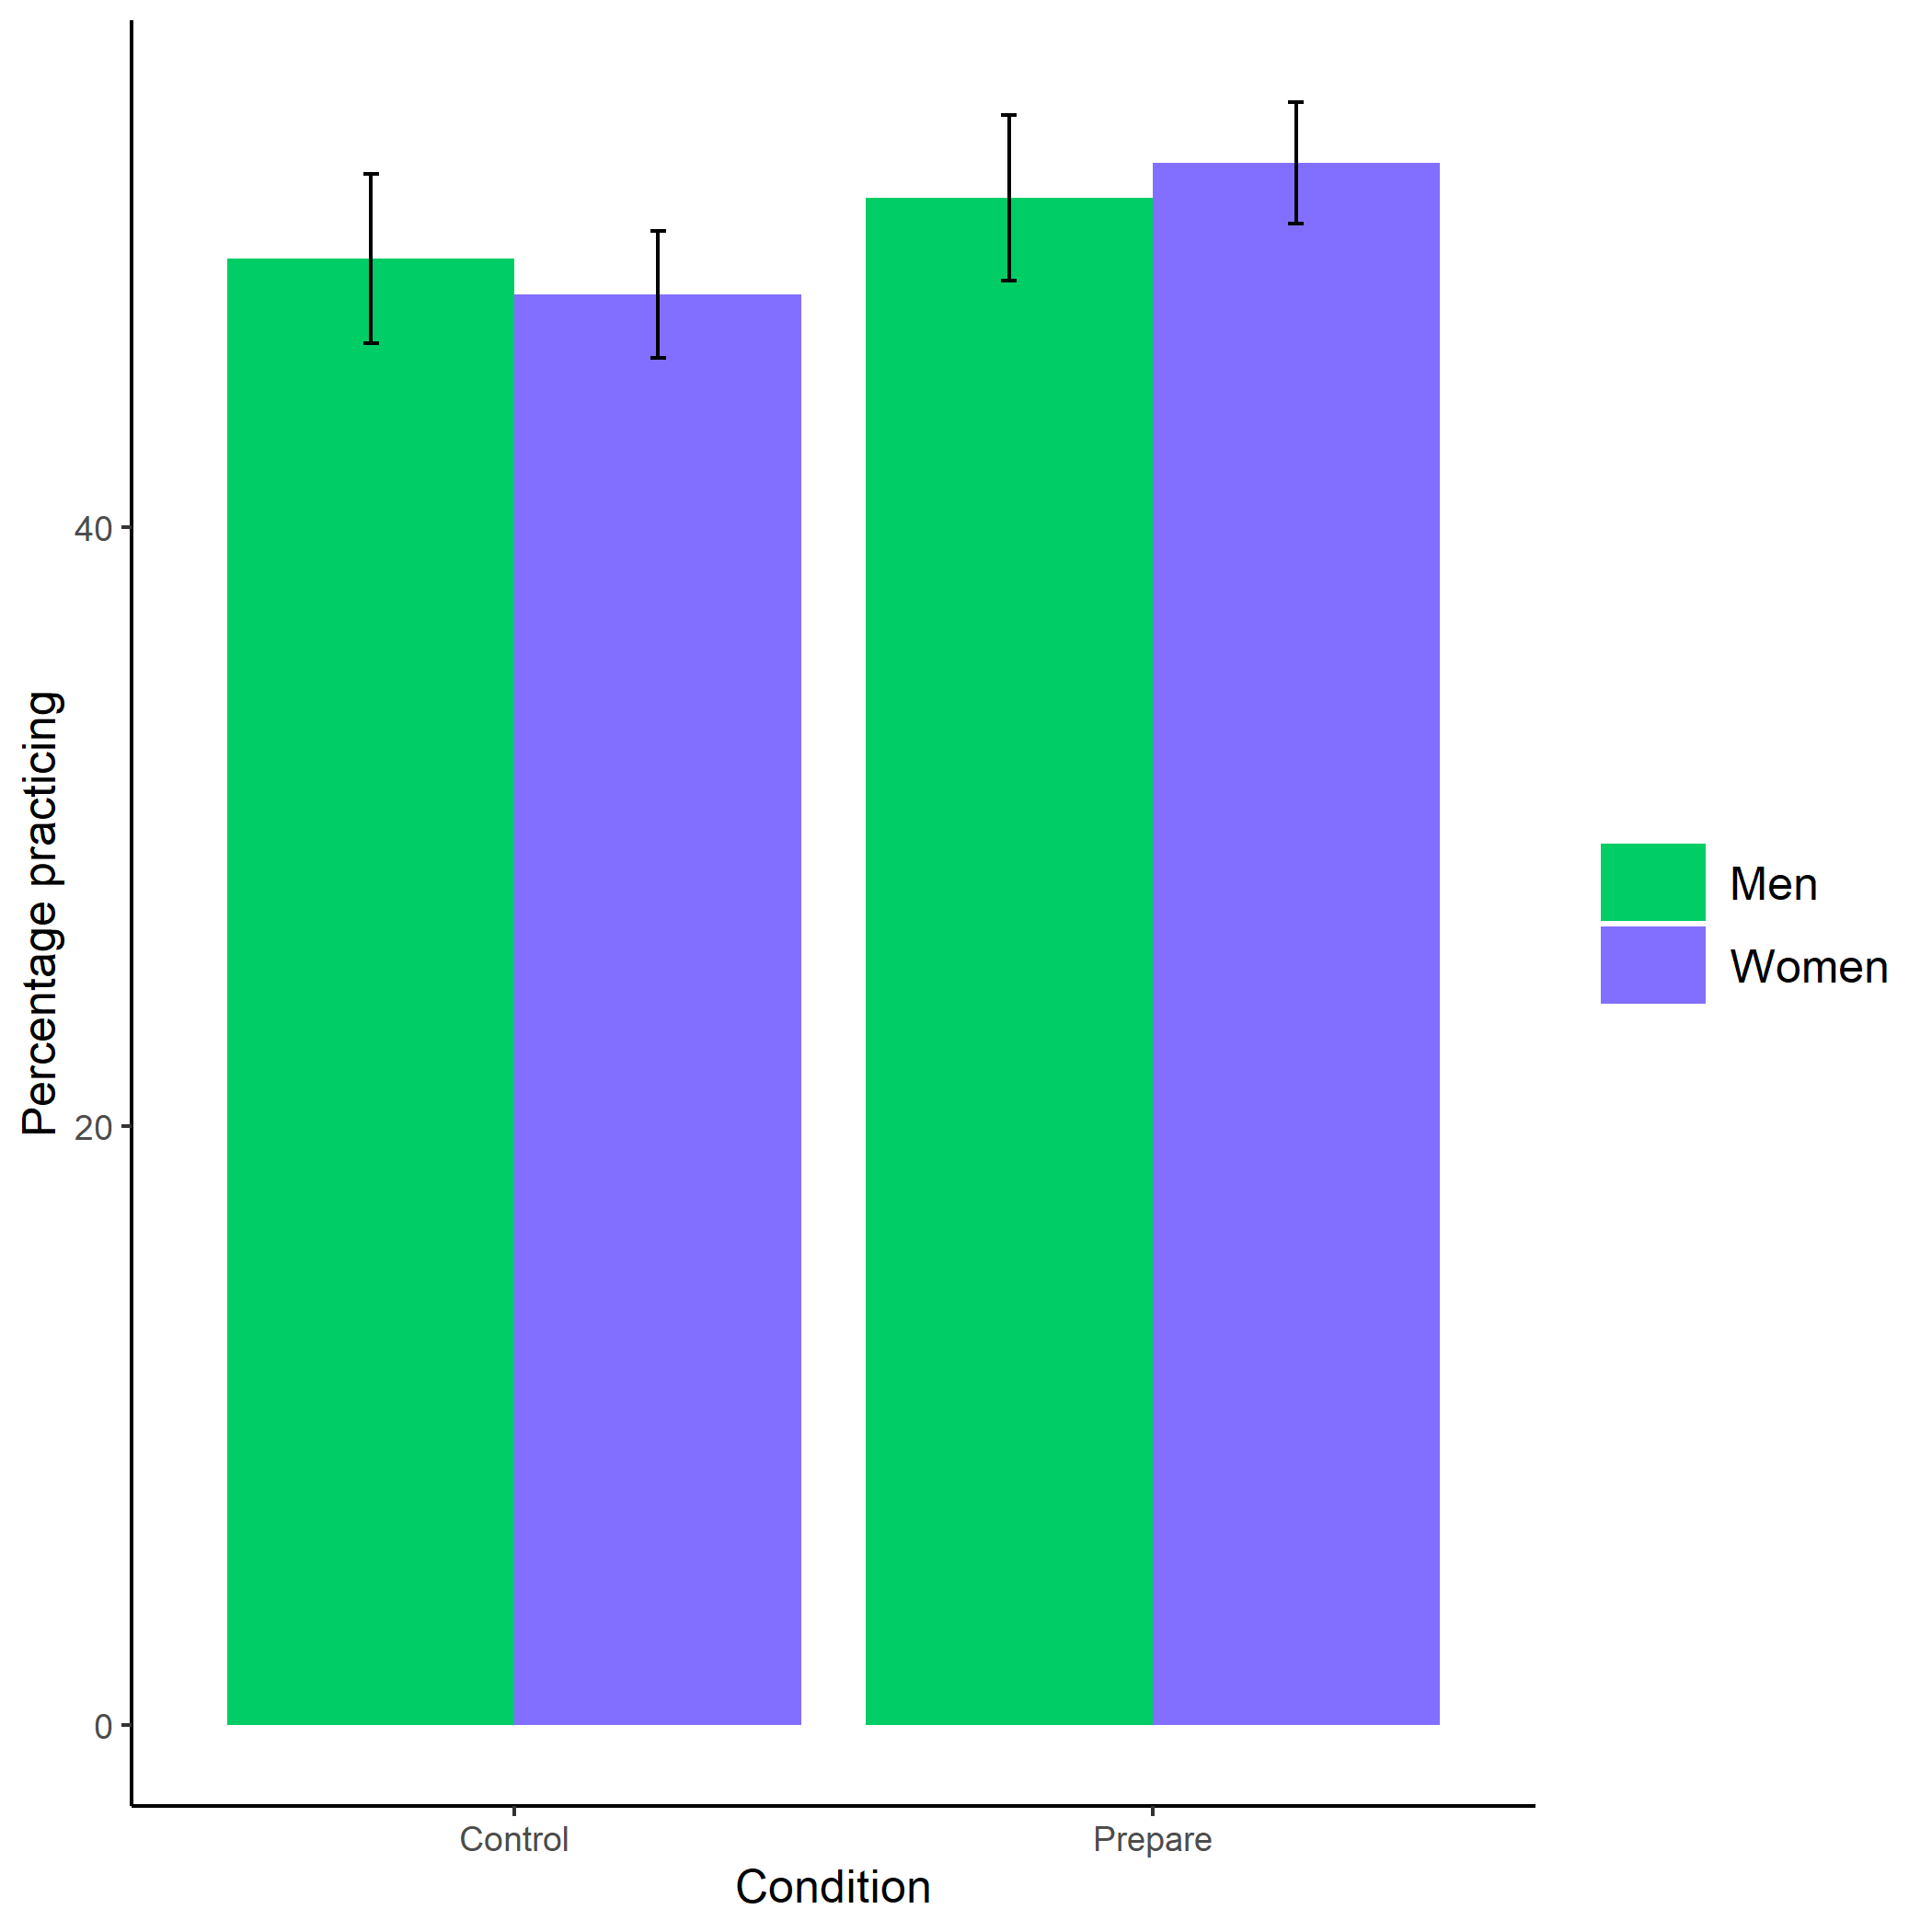 Percentage practicing
40
20
0
Control
Prepare
Condition
Men
Women